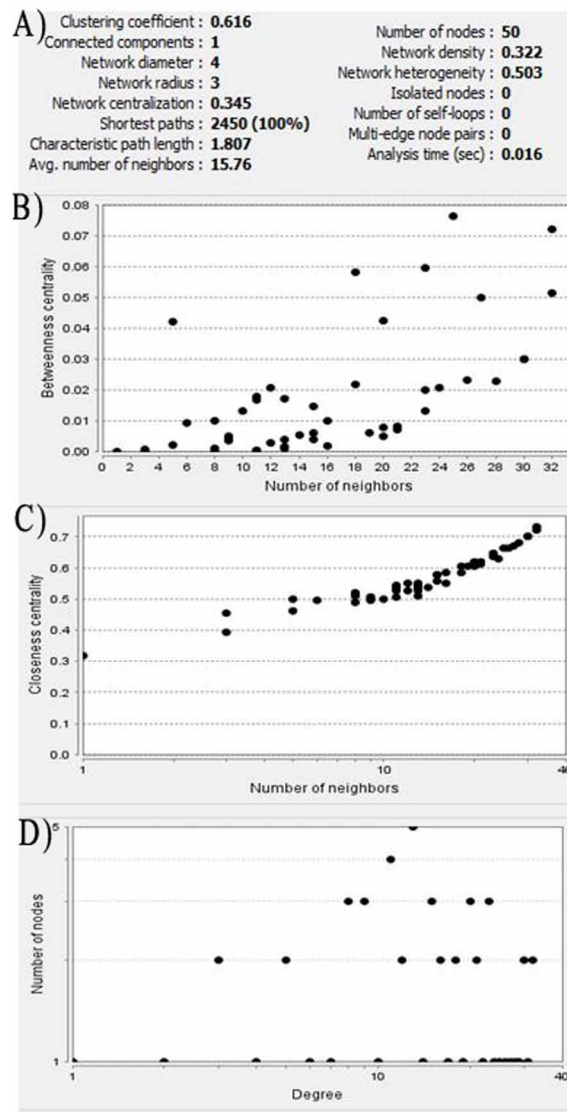 A)
Clustering coefficient : 0.616
Connected components : 1
Network diameter : 4
Network radius : 3
Network centralization : 0.345
Shortest paths : 2450 (100%)
Characteristic path length : 1.807
Avg. number of neighbors : 15.76
Number of nodes : 50
Network density : 0.322
Network heterogeneity : 0.503
Isolated nodes : 0
Number of self-loops : 0
Multi-edge node pairs : 0
Analysis time (sec) : 0.016
B)
Betweenness centrality
0.08
0.07
0.06
0.05
0.04
0.03
0.02
0.01
0.00
0 2 4 6 8 10 12 14 16 18 20 22 24 26 28 30 32
Number of neighbors
C)
Closeness centrality
0.7
0.6
0.5
0.4
0.3
0.2
0.1
0.0
1 10 40
Number of neighbors
D)
Number of nodes
5
1
1 10 40
Degree